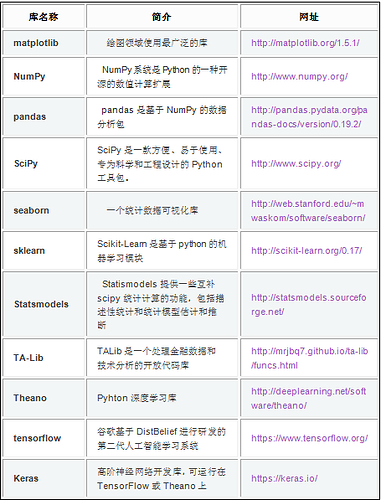 库名称 简介 网址
matplotlib 绘图领域使用最广泛的库 http://matplotlib.org/1.5.1/
NumPy NumPy系统是Python的一种开 http://www.numpy.org/
源的数值计算扩展
pandas pandas 是基于 NumPy 的数据 http://pandas.pydata.org/pa
分析包 ndas-docs/version/0.19.2/
SciPy SciPy 是一款方便、易于使用、 http://www.scipy.org/
专为科学和工程设计的 Python
工具包。
seaborn 一个统计数据可视化库 http://web.stanford.edu/~m
waskom/software/seaborn/
sklearn Scikit-Learn 是基于 python 的机 http://scikit-learn.org/0.17/
器学习模块
Statsmodels Statsmodels 提供一些互补 http://statsmodels.sourcefo
scipy 统计计算的功能，包括描 rge.net/
述性统计和统计模型估计和推
断
TA-Lib TALib 是一个处理金融数据和 http://mrjbq7.github.io/ta-lib
技术分析的开放代码库 /funcs.html
Theano Pyhton 深度学习库 http://deeplearning.net/soft
ware/theano/
tensorflow 谷歌基于 DistBelief 进行研发的 https://www.tensorflow.org/
第二代人工智能学习系统
Keras 高阶神经网络开发库，可运行在 https://keras.io/
TensorFlow 或 Theano 上